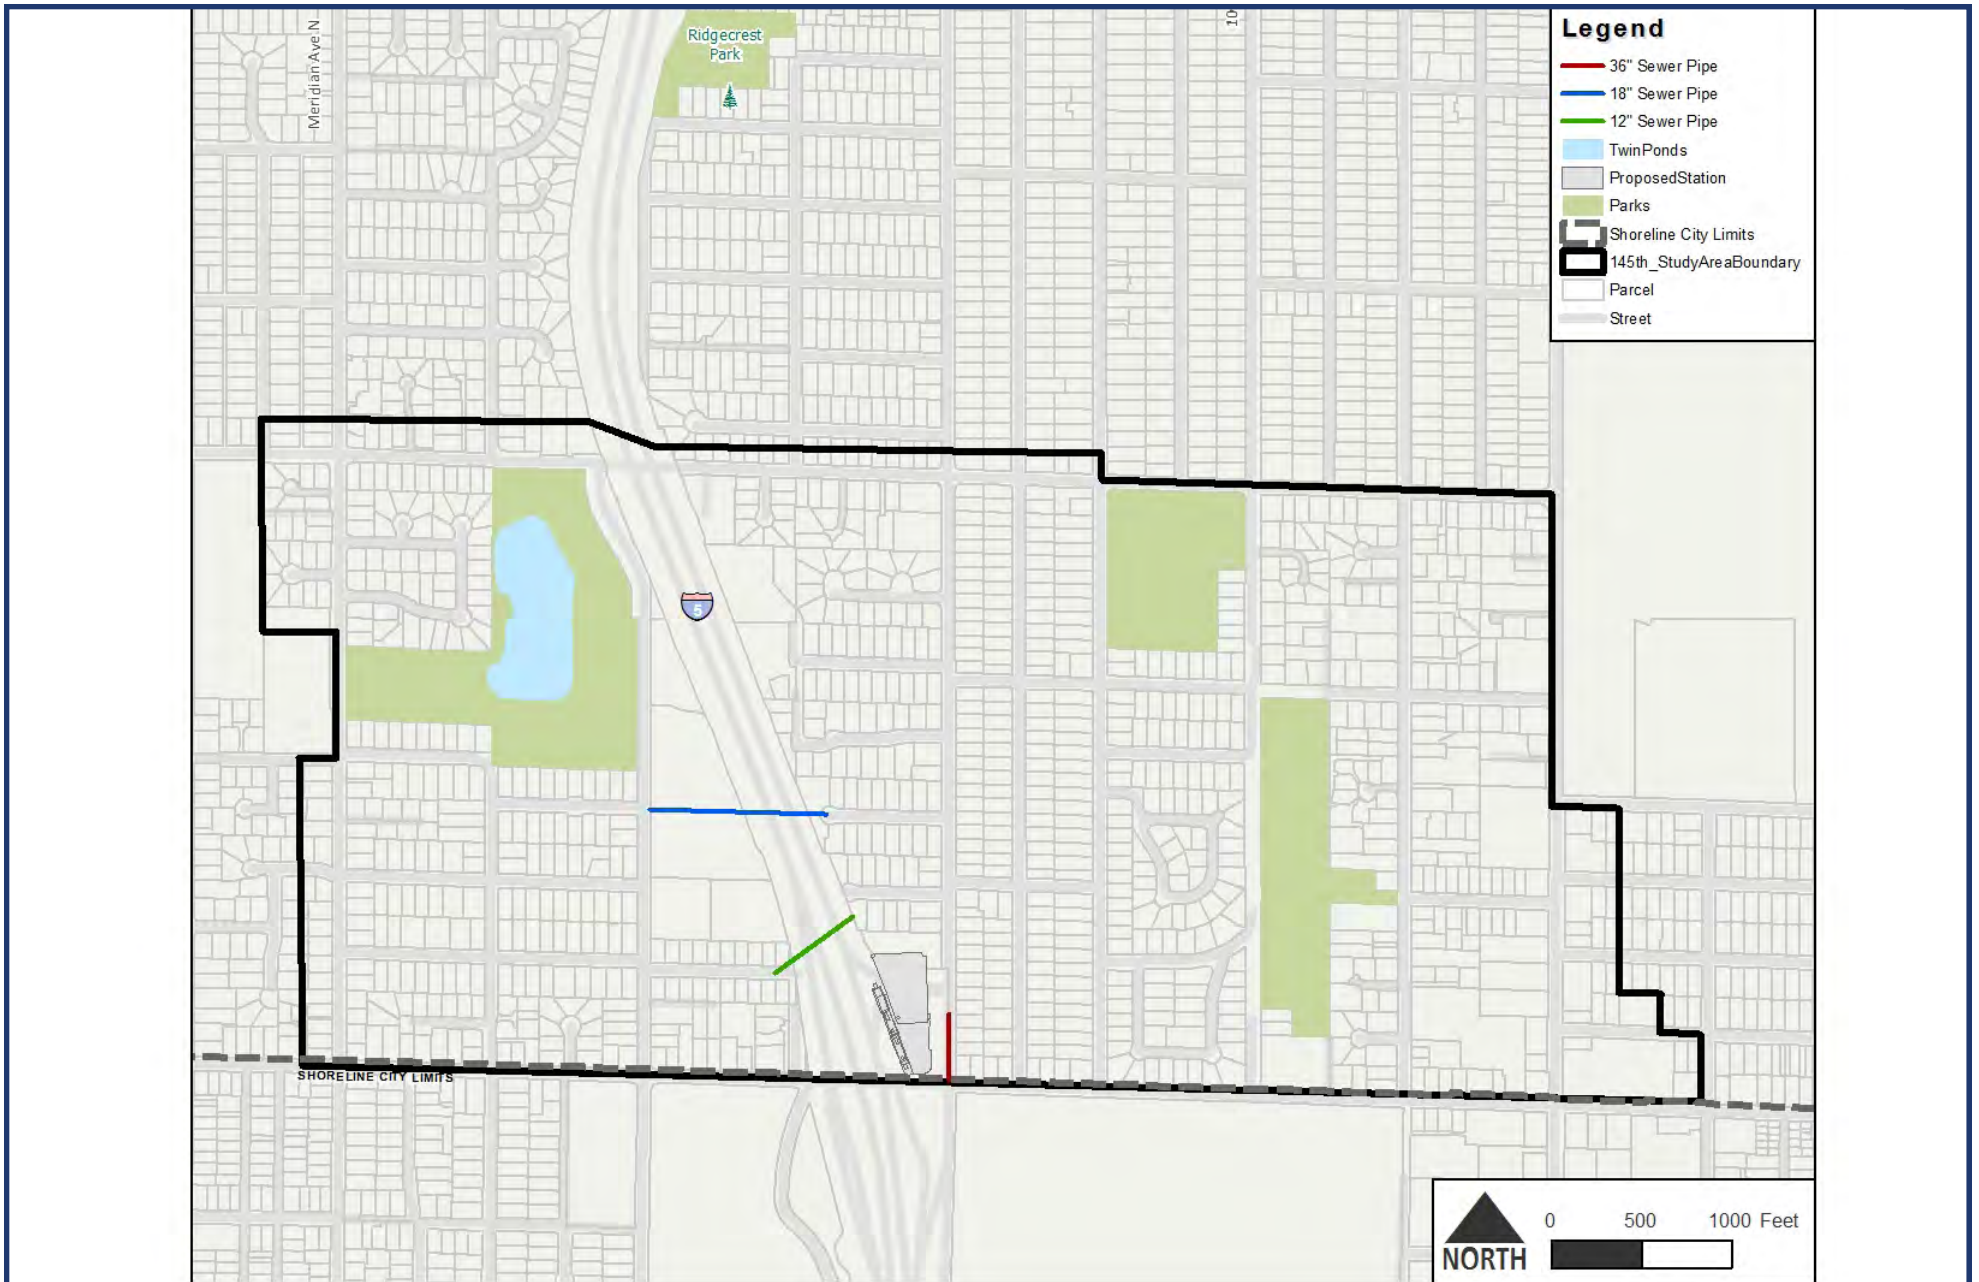 Meridian Ave N
Ridgecrest
Park
10
Legend
36" Sewer Pipe
18" Sewer Pipe
12" Sewer Pipe
TwinPonds
ProposedStation
Parks
Shoreline City Limits
145th_StudyAreaBoundary
Parcel
Street
5
SHORELINE CITY LIMITS
0 500 1000 Feet
NORTH